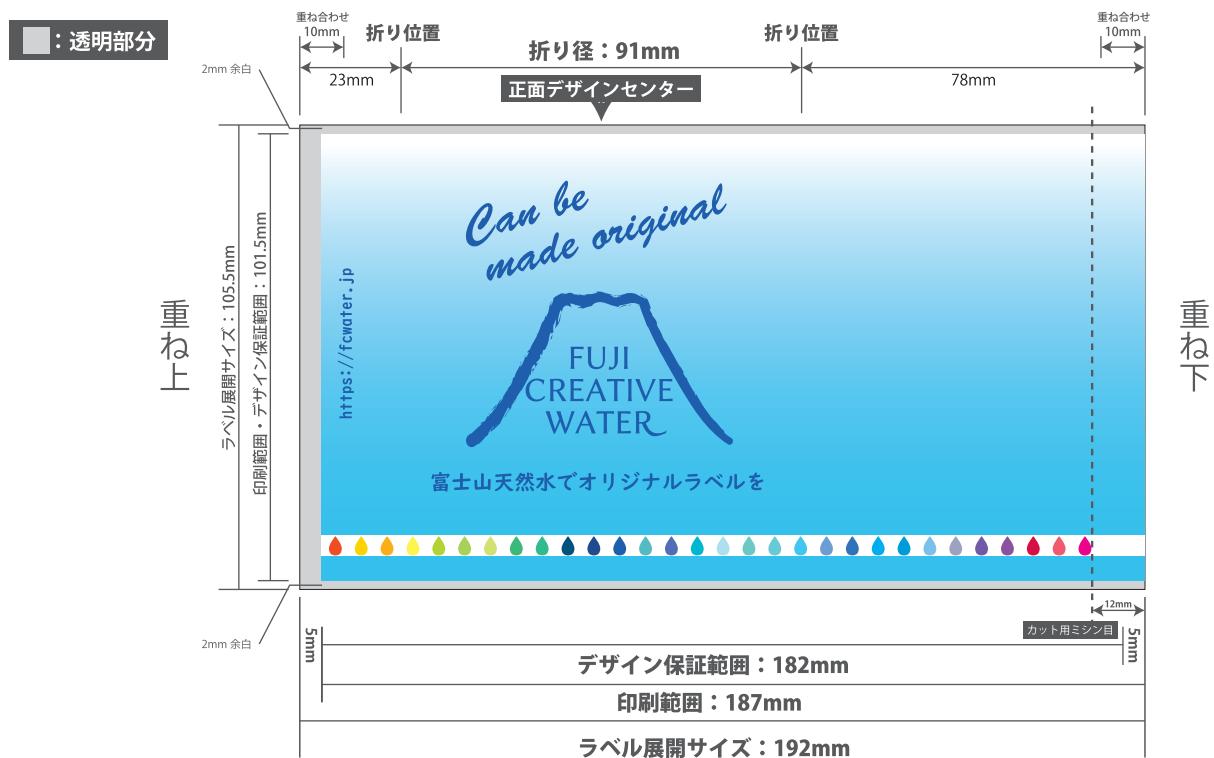 ：透明部分
重ね合わせ
10mm
折り位置
折り径：91mm
折り位置
重ね合わせ
10mm
2mm 余白
23mm
78mm
正面デザインセンター
Can be
made original
https://fcwater.jp
FUJI
CREATIVE
WATER
富士山天然水でオリジナルラベルを
重ね上
ラベル展開サイズ：105.5mm
印刷範囲・デザイン保証範囲：101.5mm
重ね下
12mm
カット用ミシン目
2mm 余白
5mm
5mm
デザイン保証範囲：182mm
印刷範囲：187mm
ラベル展開サイズ：192mm